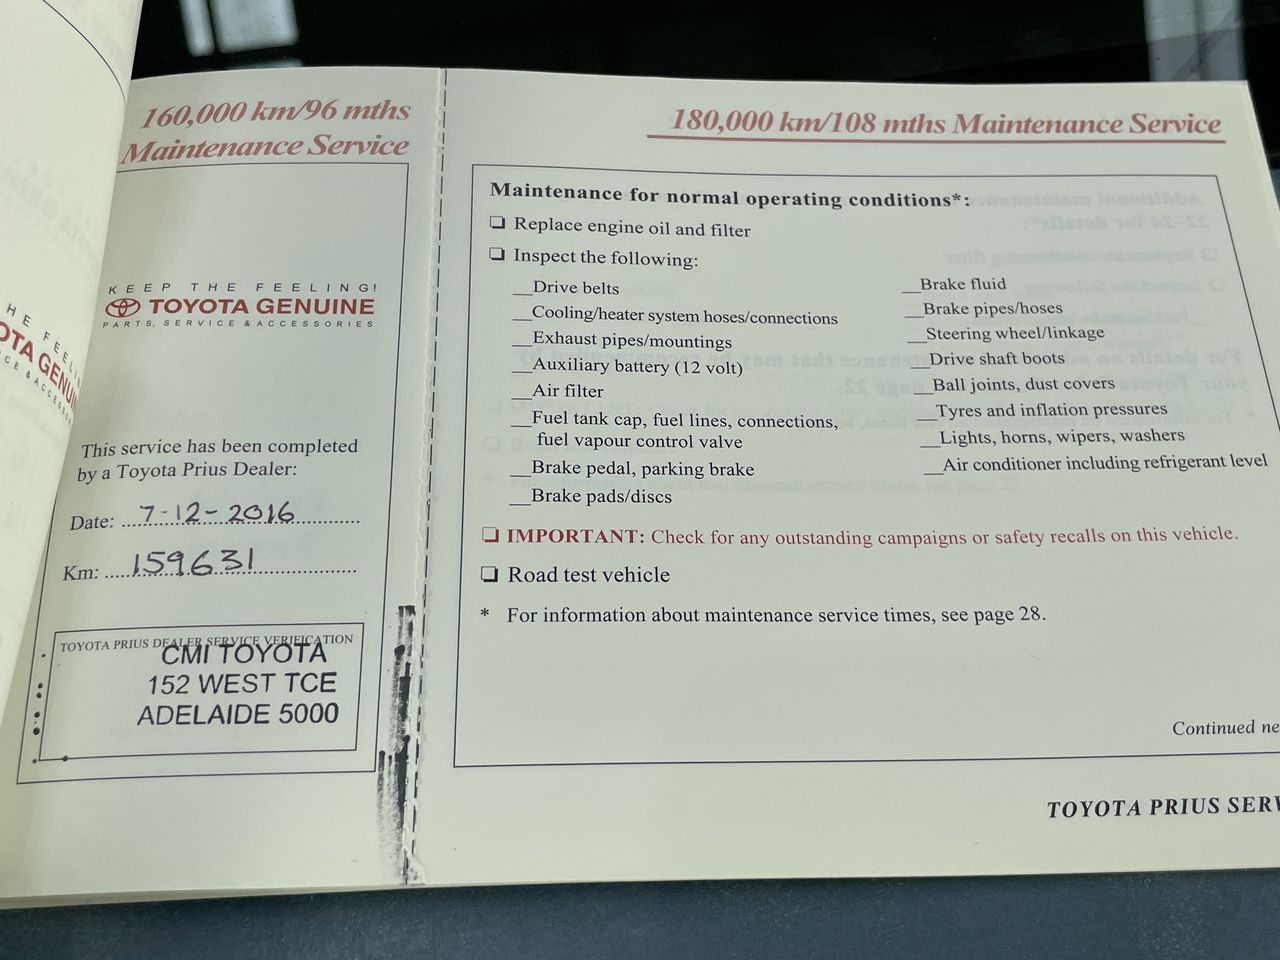 160,000 km/96 mths
Maintenance Service
KEEP THE FEELING!
TOYOTA GENUINE
PARTS, SERVICE & ACCESSORIES
This service has been completed
by a Toyota Prius Dealer:
Date: 7-12-2016
Km: 159631
TOYOTA PRIUS DEALER SERVICE VERIFICATION
CMI TOYOTA
152 WEST TCE
ADELAIDE 5000
180,000 km/108 mths Maintenance Service
Maintenance for normal operating conditions*:
❑ Replace engine oil and filter
❑ Inspect the following:
__Drive belts
__Cooling/heater system hoses/connections
__Exhaust pipes/mountings
__Auxiliary battery (12 volt)
__Air filter
__Fuel tank cap, fuel lines, connections,
fuel vapour control valve
__Brake pedal, parking brake
__Brake pads/discs
__Brake fluid
__Brake pipes/hoses
__Steering wheel/linkage
__Drive shaft boots
__Ball joints, dust covers
__Tyres and inflation pressures
__Lights, horns, wipers, washers
__Air conditioner including refrigerant level
❑ IMPORTANT: Check for any outstanding campaigns or safety recalls on this vehicle.
❑ Road test vehicle
* For information about maintenance service times, see page 28.
Continued ne
TOYOTA PRIUS SERV